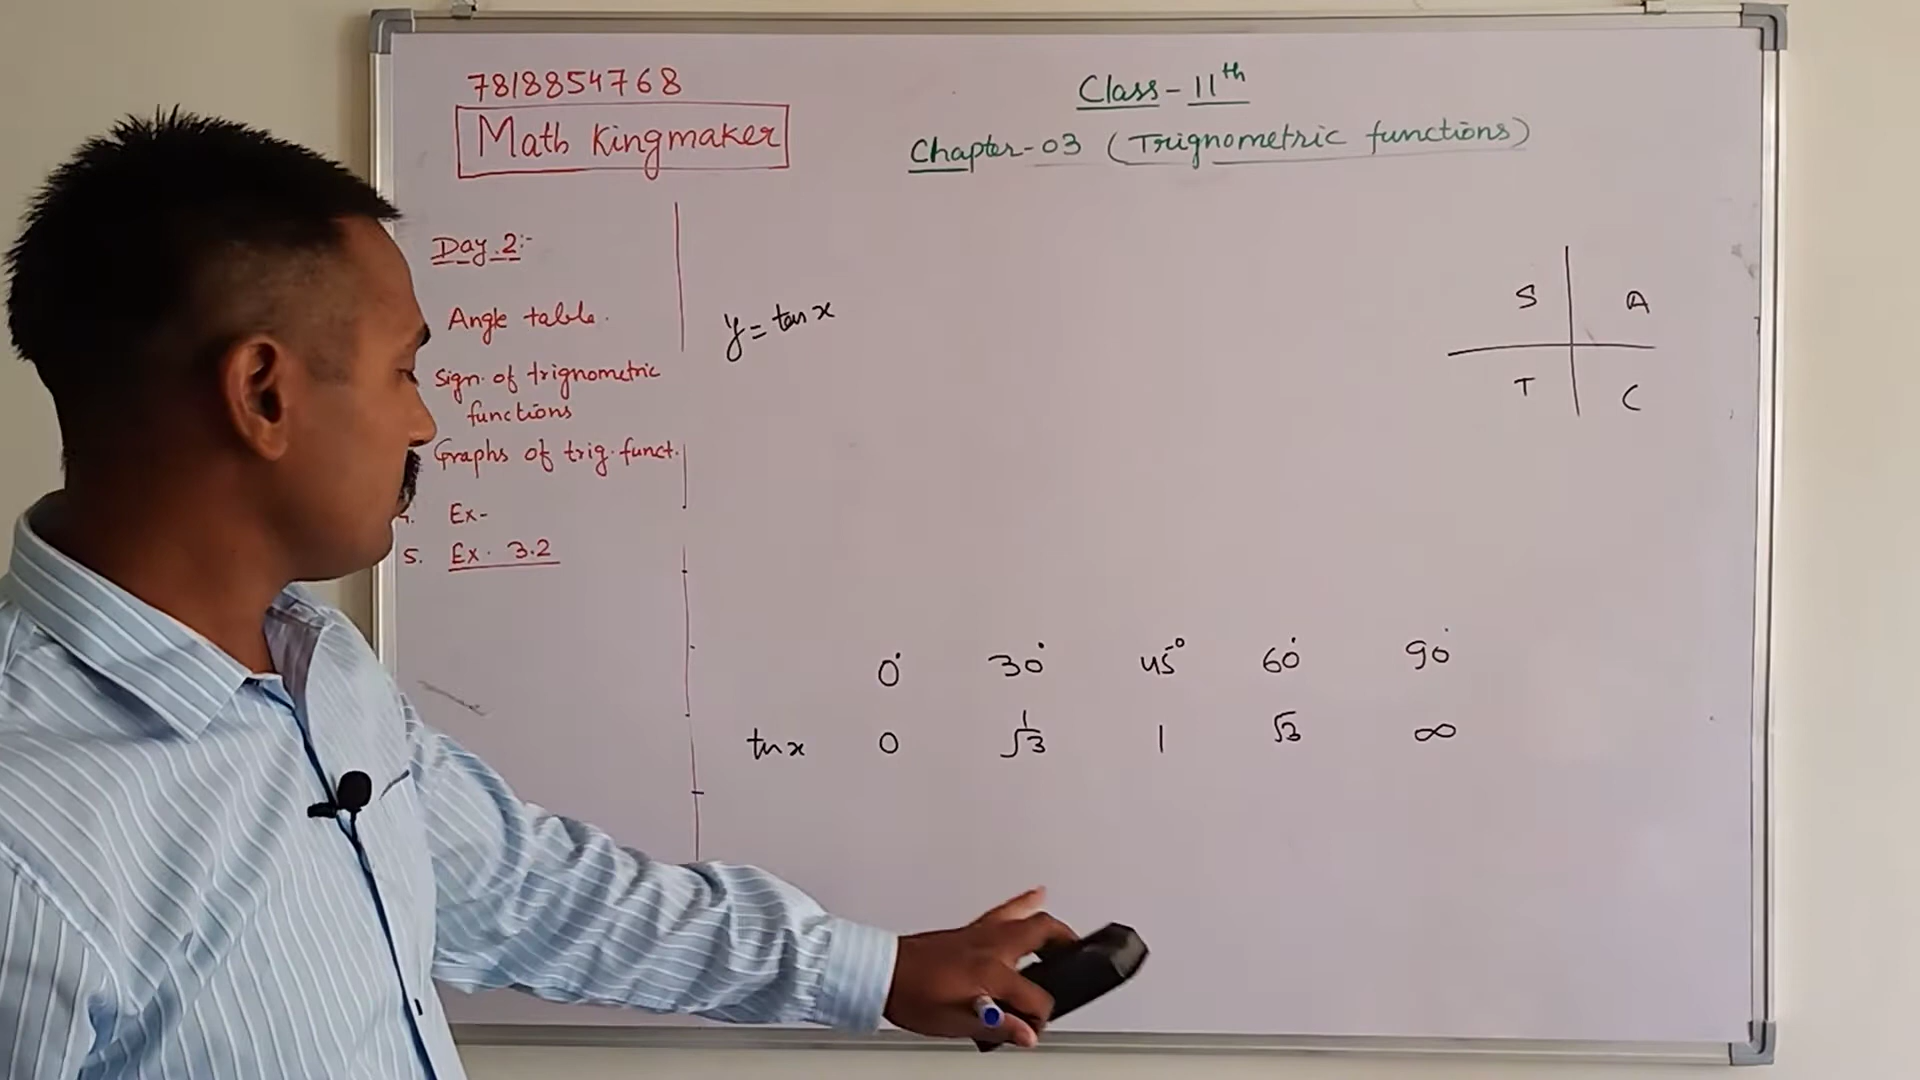 7818854768
Math Kingmaker
Class-11th
Chapter-03 (Trignometric functions)
Day.2:-
Angle table.
Sign. of trignometric
functions
Graphs of trig. funct.
Ex-
5. Ex. 3.2
y = tan x
S A
T C
0° 30° 45° 60° 90°
tnx 0 1/√3 1 √3 ∞